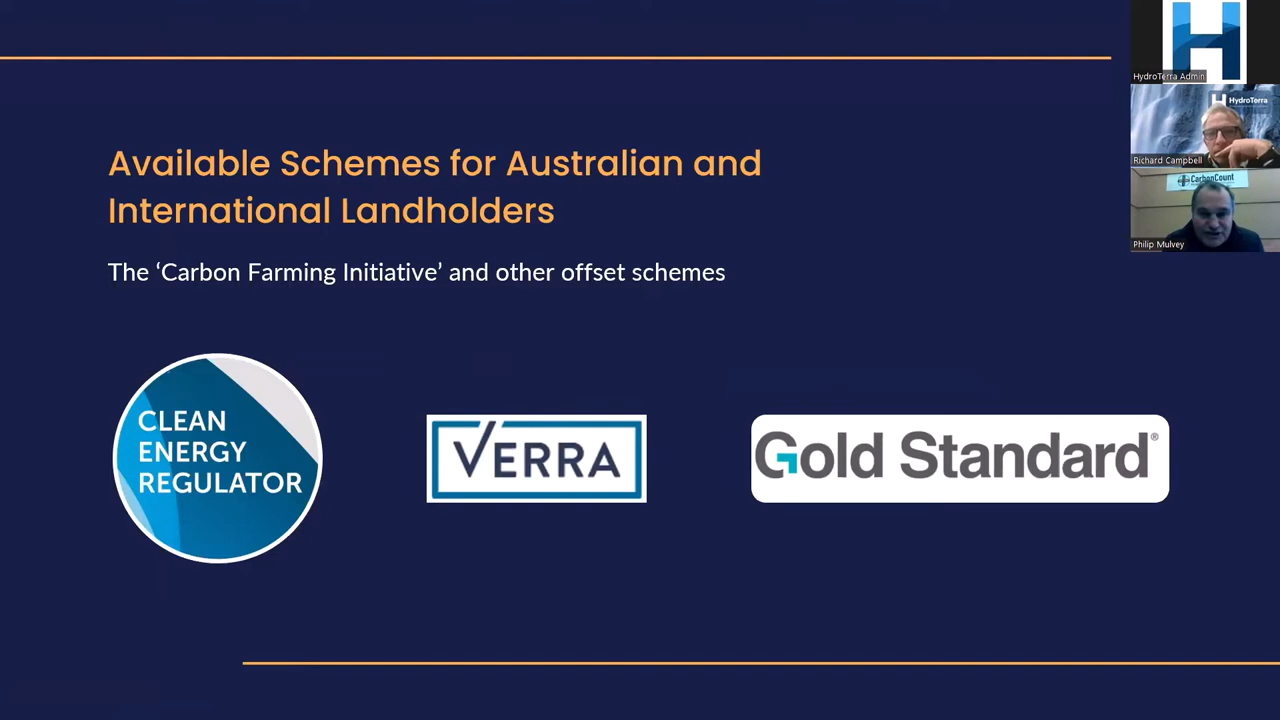 Available Schemes for Australian and
International Landholders
The ‘Carbon Farming Initiative’ and other offset schemes
CLEAN
ENERGY
REGULATOR
VERRA
Gold Standard®
HydroTerra Admin
HydroTerra
Richard Campbell
CarbonCount
Philip Mulvey